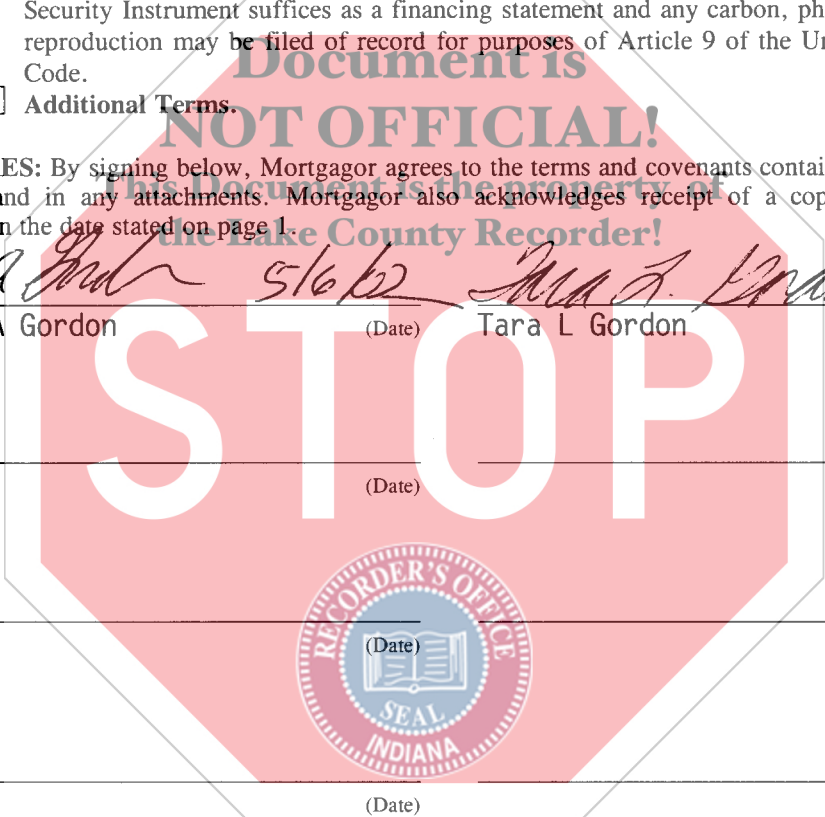 Security Instrument suffices as a financing statement and any carbon, ph
reproduction may be filed of record for purposes of Article 9 of the Un
Code.
Document is
Additional Terms.
NOT OFFICIAL!
ES: By signing below, Mortgagor agrees to the terms and covenants contai
nd in any attachments. Mortgagor also acknowledges receipt of a cop
This Document is the property of
n the date stated on page 1.
the Lake County Recorder!
Gordon 5/6/02 Tara L. Gordon
A Gordon (Date) Tara L Gordon
STOP
(Date)
RECORDER'S OFFICE
(Date)
SEAL
INDIANA
(Date)